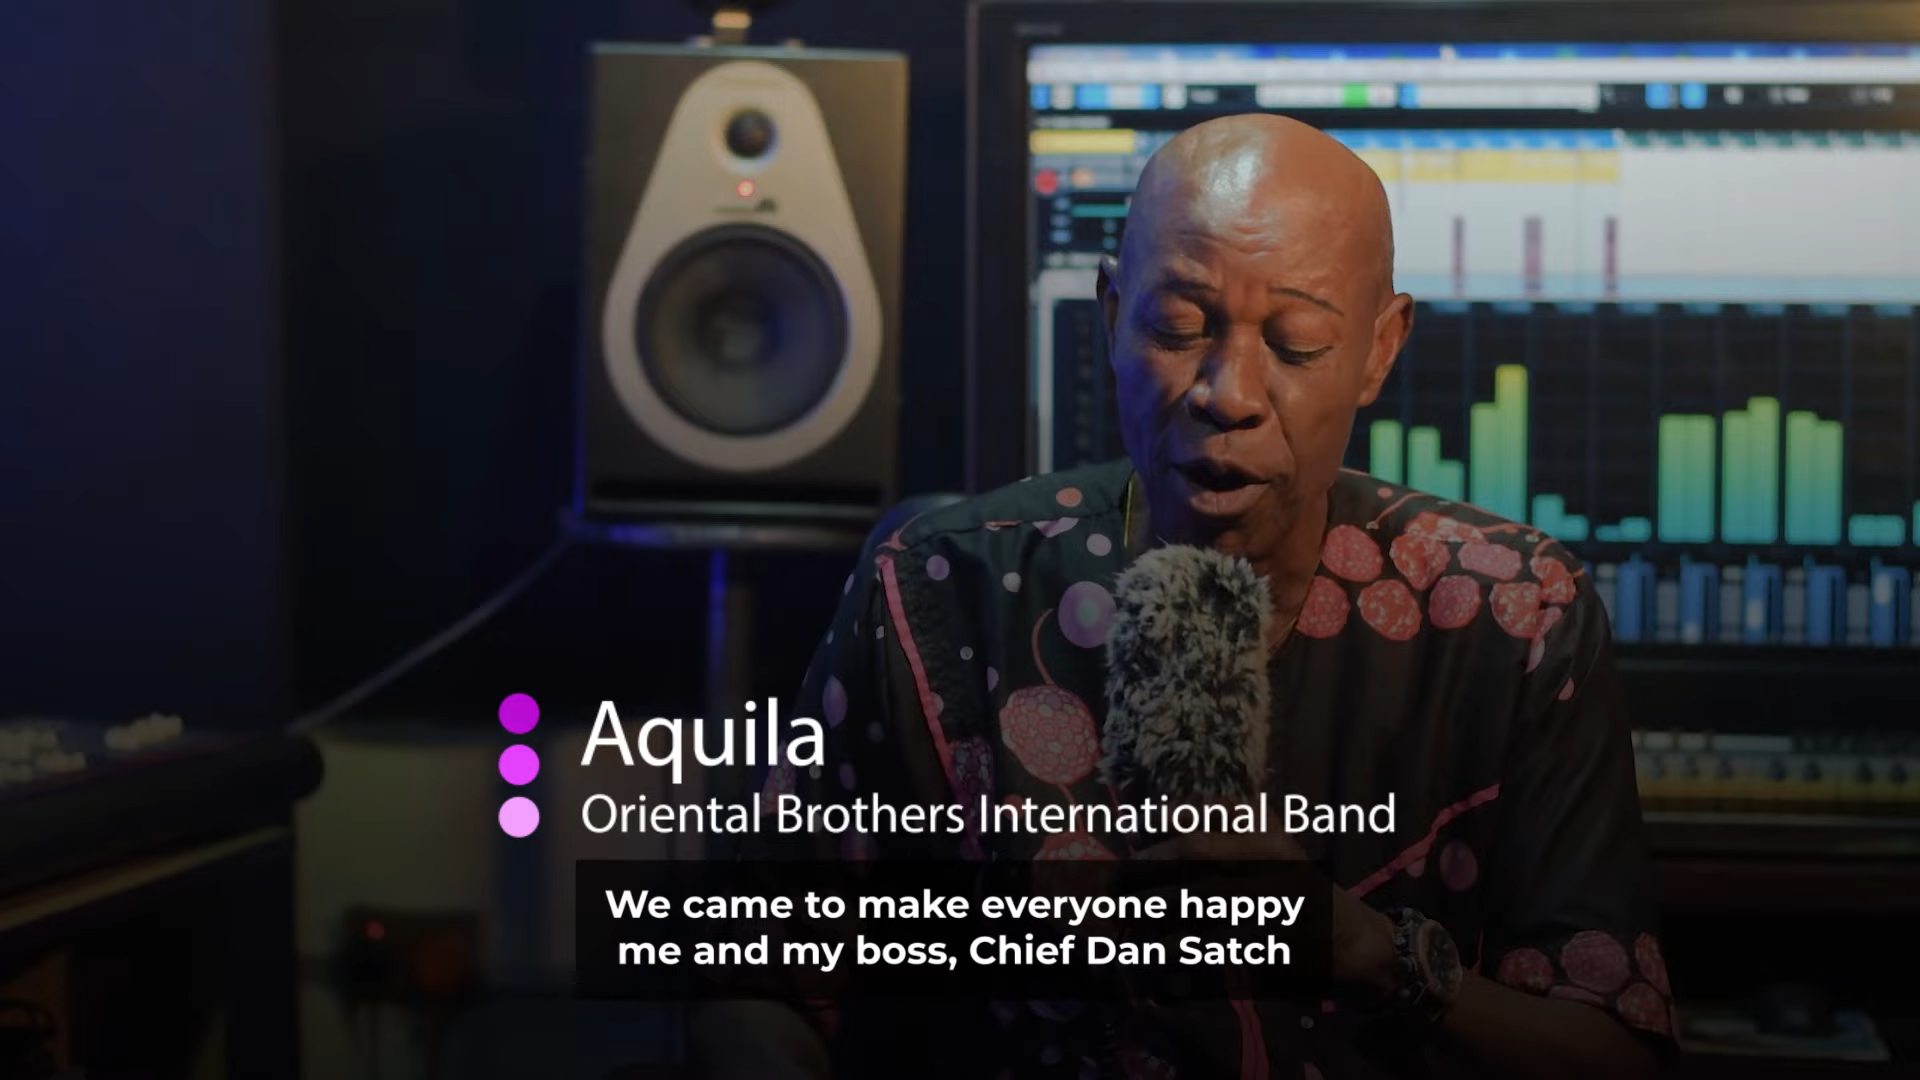 Aquila
Oriental Brothers International Band
We came to make everyone happy
me and my boss, Chief Dan Satch